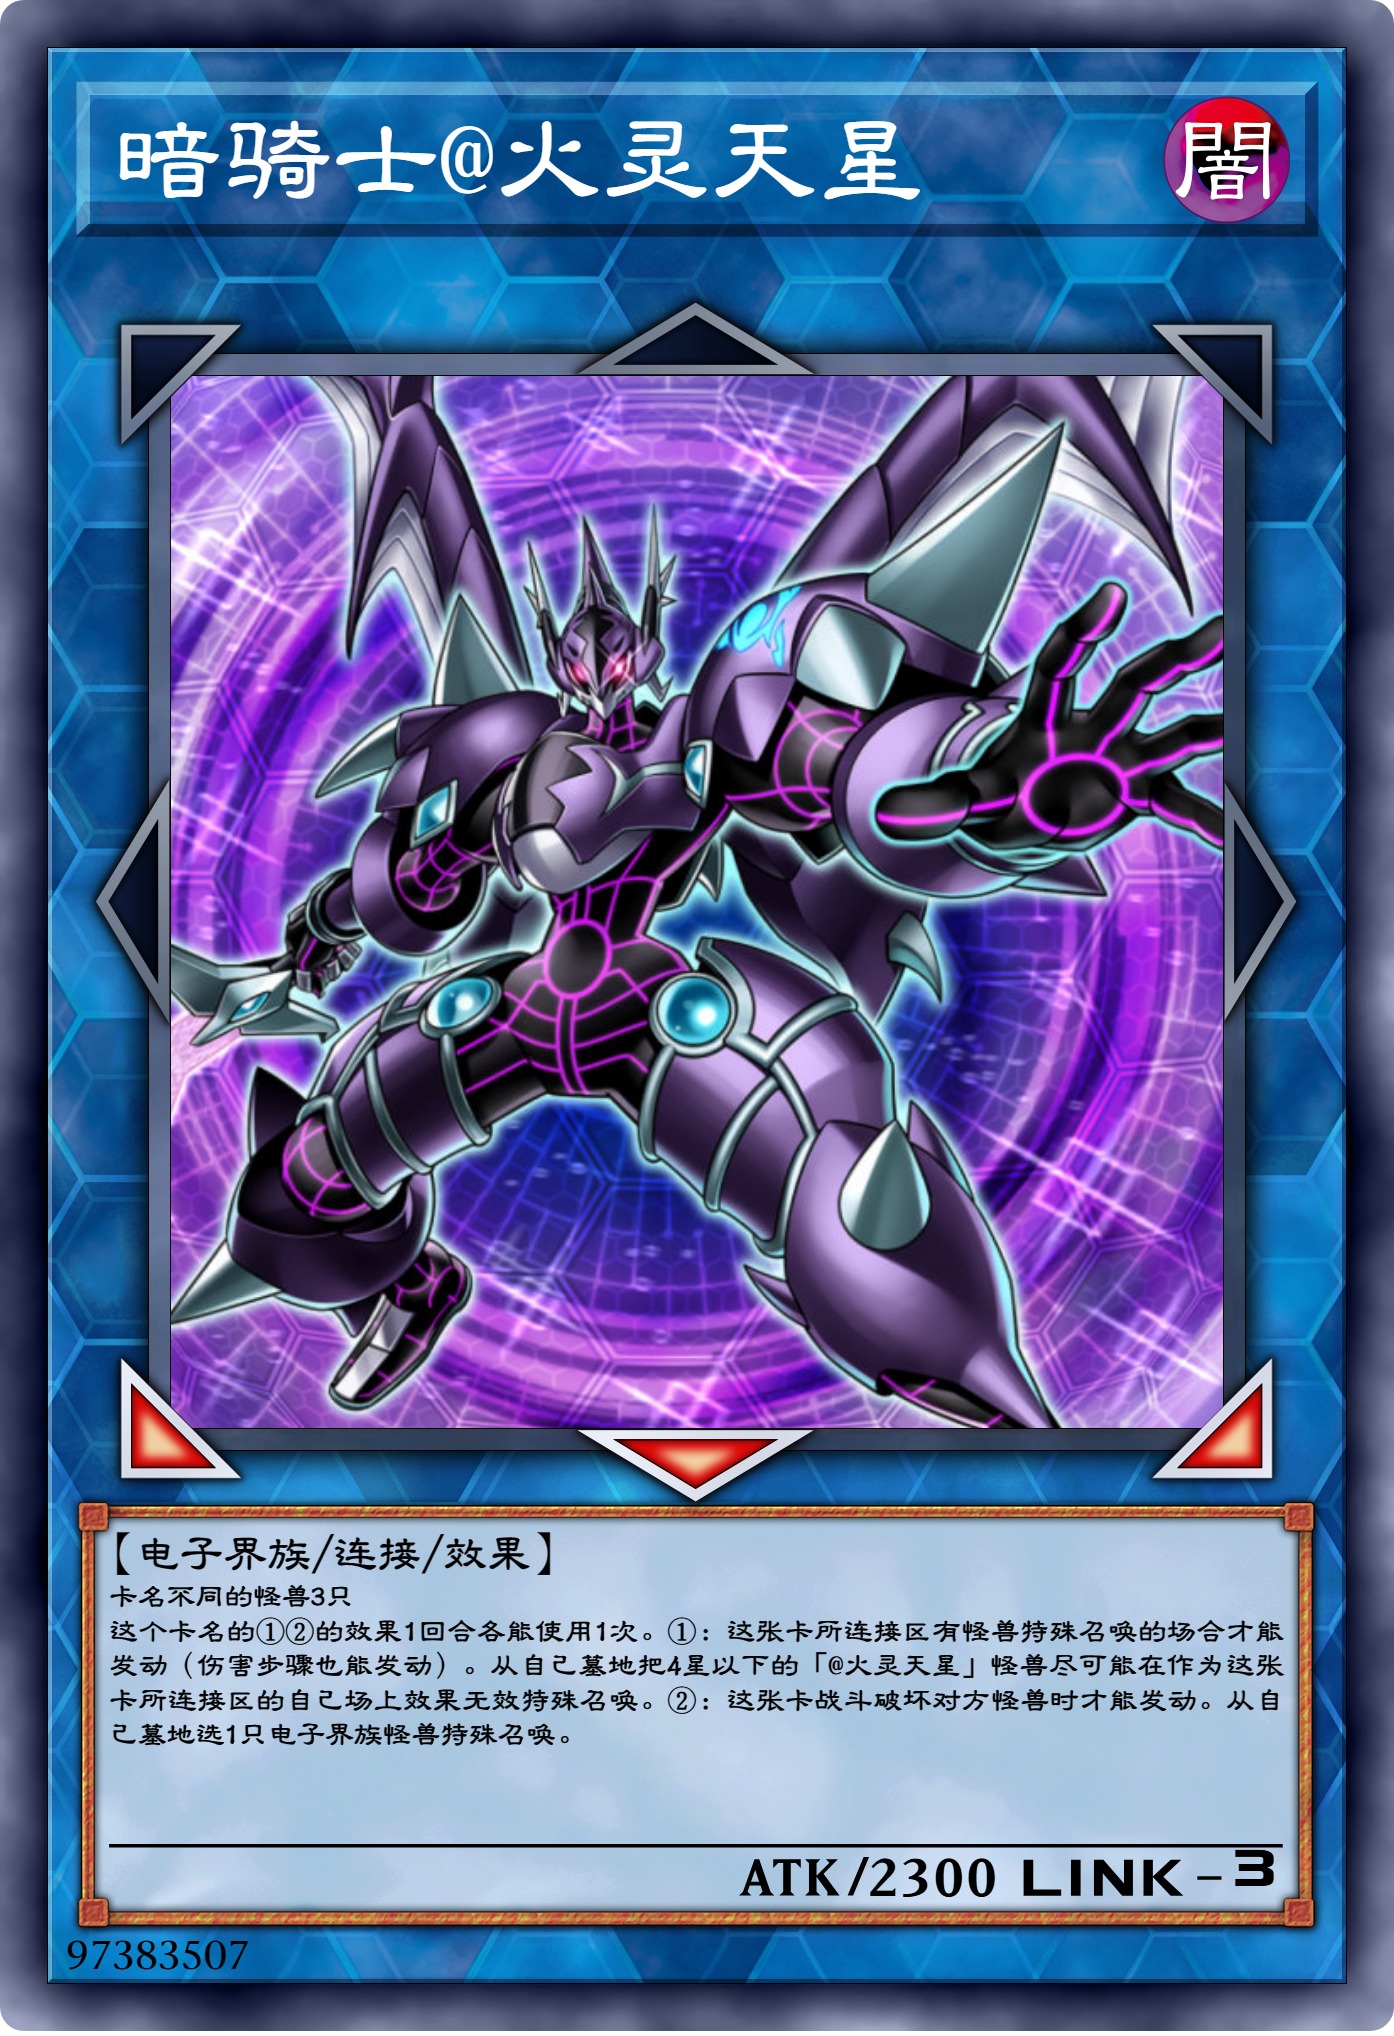 暗骑士@火灵天星
闇
【电子界族/连接/效果】
卡名不同的怪兽3只
这个卡名的①②的效果1回合各能使用1次。①：这张卡所连接区有怪兽特殊召唤的场合才能
发动（伤害步骤也能发动）。从自己墓地把4星以下的「@火灵天星」怪兽尽可能在作为这张
卡所连接区的自己场上效果无效特殊召唤。②：这张卡战斗破坏对方怪兽时才能发动。从自
己墓地选1只电子界族怪兽特殊召唤。
ATK/2300 LINK-3
97383507